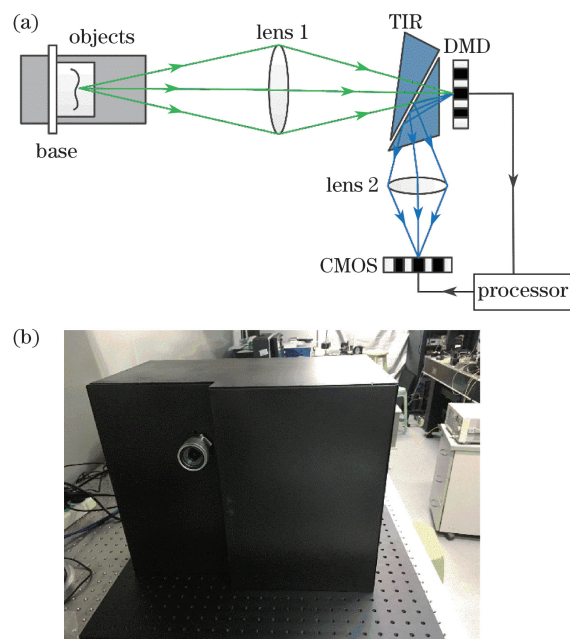 (a)
objects
lens 1
TIR
DMD
base
lens 2
CMOS
processor
(b)